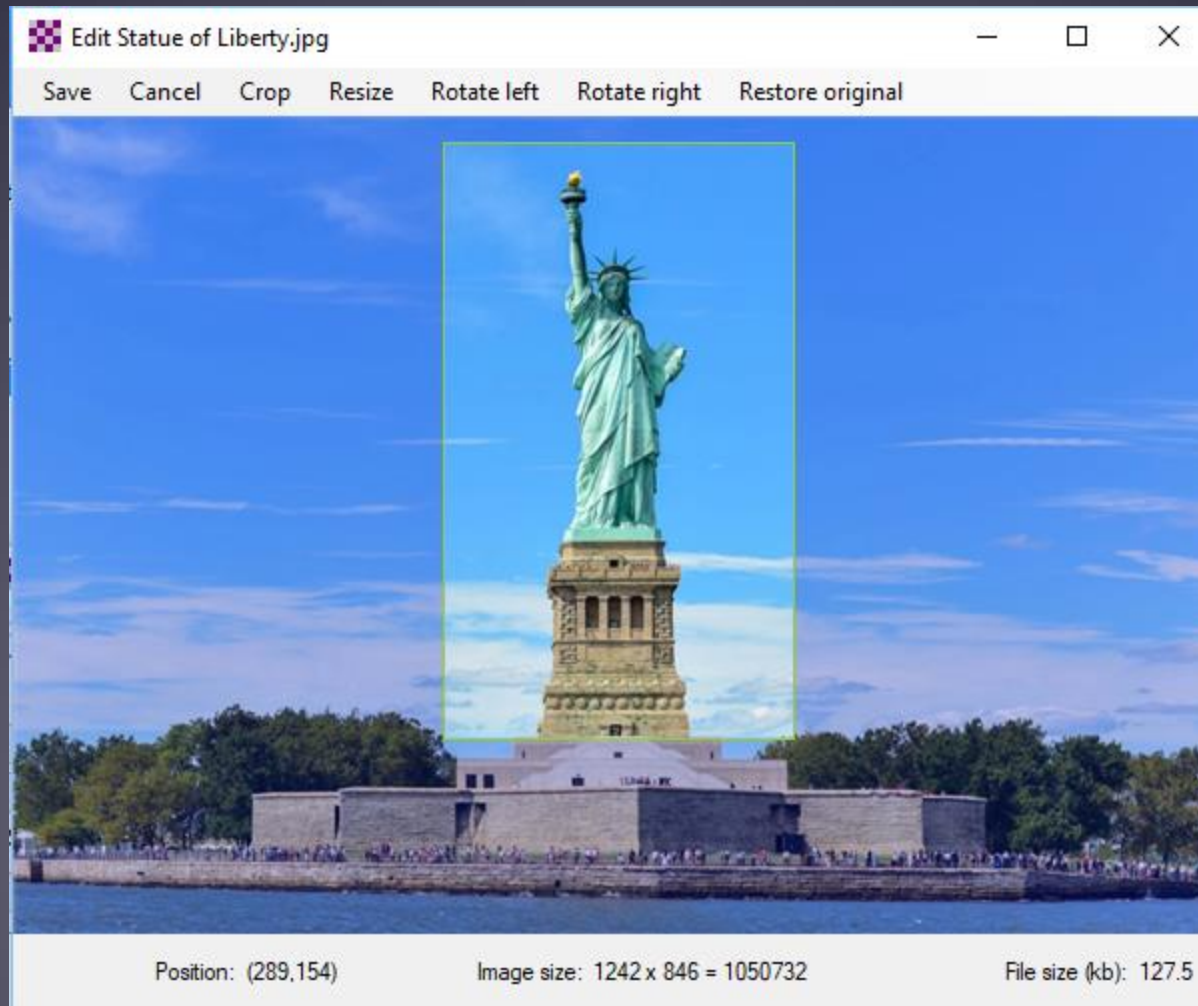 Edit Statue of Liberty.jpg
Save Cancel Crop Resize Rotate left Rotate right Restore original
Position: (289,154) Image size: 1242 x 846 = 1050732 File size (kb): 127.5